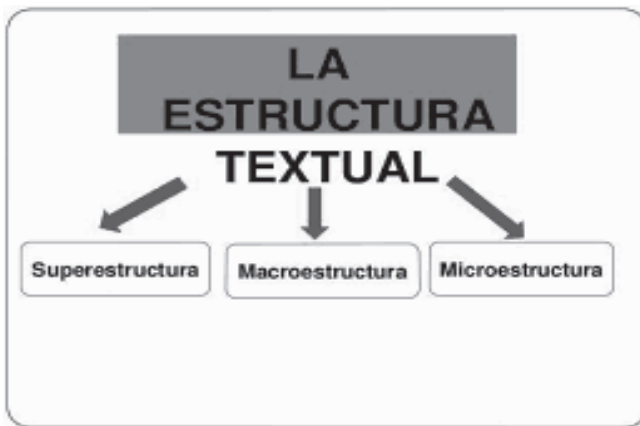 LA
ESTRUCTURA
TEXTUAL
Superestructura
Macroestructura
Microestructura